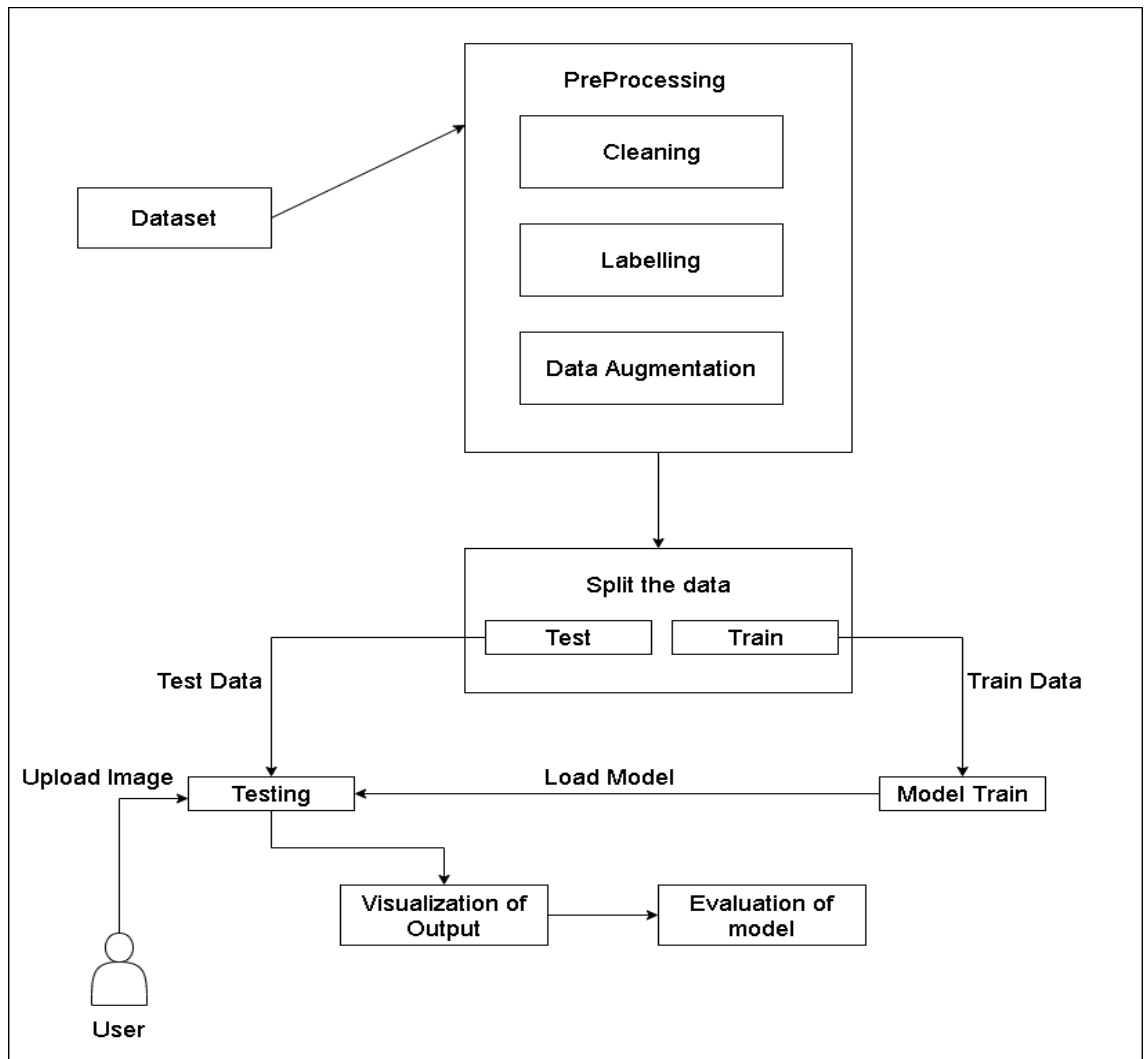 PreProcessing
Cleaning
Dataset
Labelling
Data Augmentation
Split the data
Test
Train
Test Data
Train Data
Upload Image
Load Model
Testing
Model Train
Visualization of
Output
Evaluation of
model
User